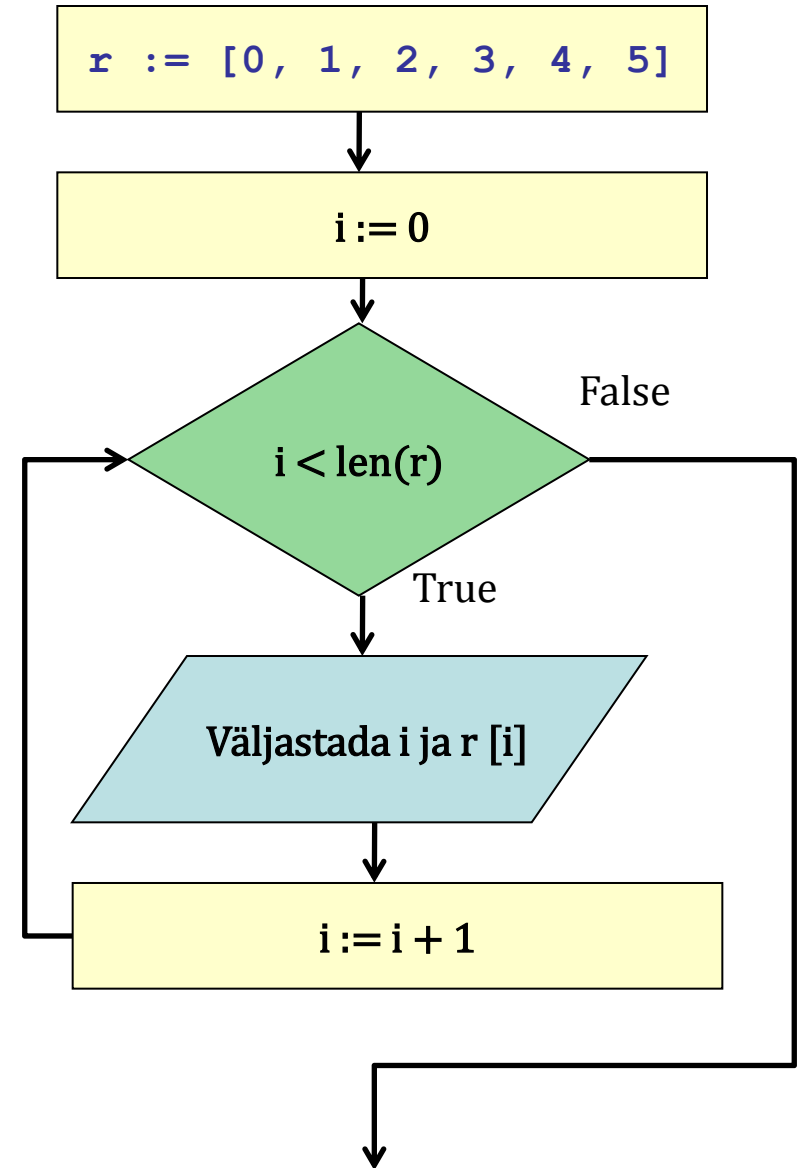 r := [0, 1, 2, 3, 4, 5]
i := 0
False
i < len(r)
True
Väljastada i ja r [i]
i := i + 1